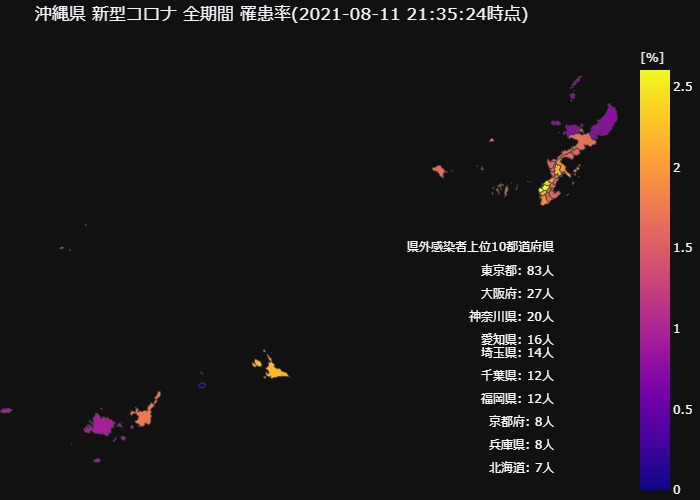 沖縄県 新型コロナ 全期間 罹患率(2021-08-11 21:35:24時点)
[%]
2.5
2
1.5
1
0.5
0
県外感染者上位10都道府県
東京都: 83人
大阪府: 27人
神奈川県: 20人
愛知県: 16人
埼玉県: 14人
千葉県: 12人
福岡県: 12人
京都府: 8人
兵庫県: 8人
北海道: 7人